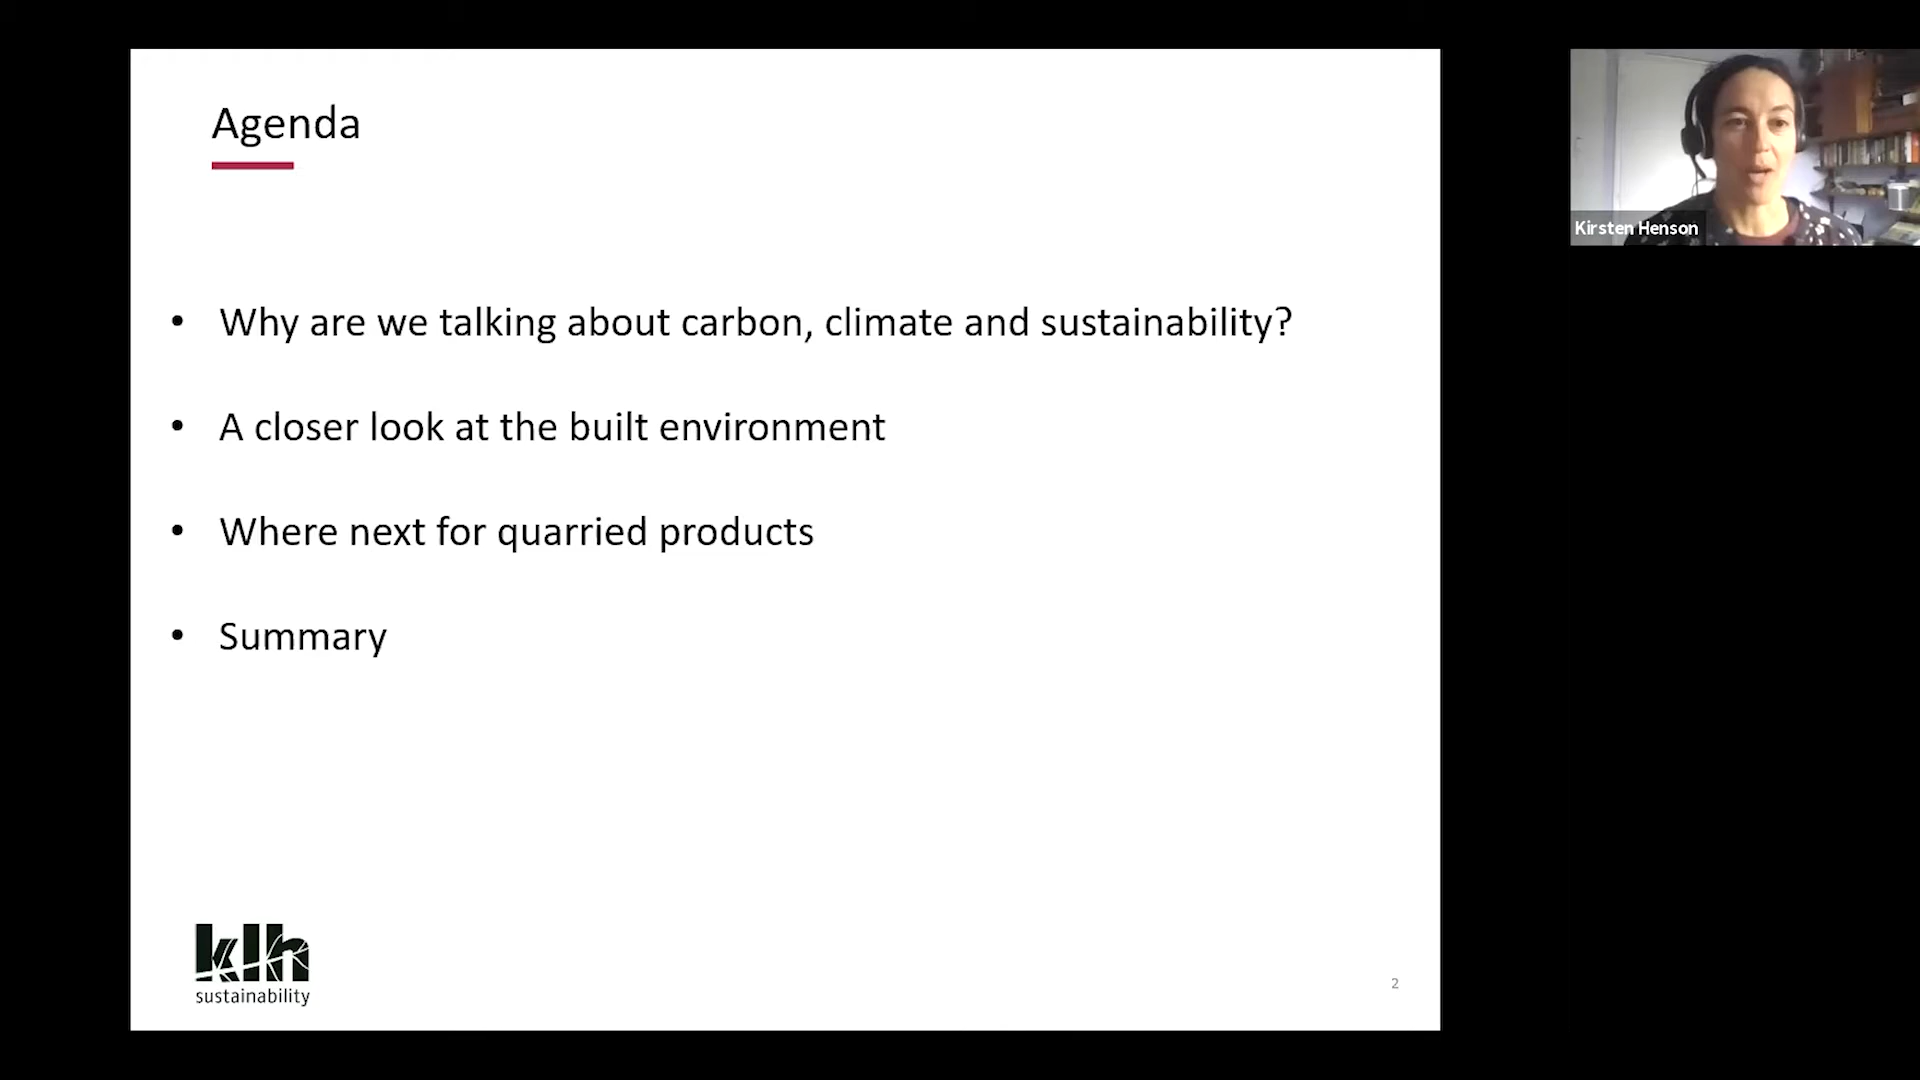 Agenda
• Why are we talking about carbon, climate and sustainability?
• A closer look at the built environment
• Where next for quarried products
• Summary
klh
sustainability
2
Kirsten Henson